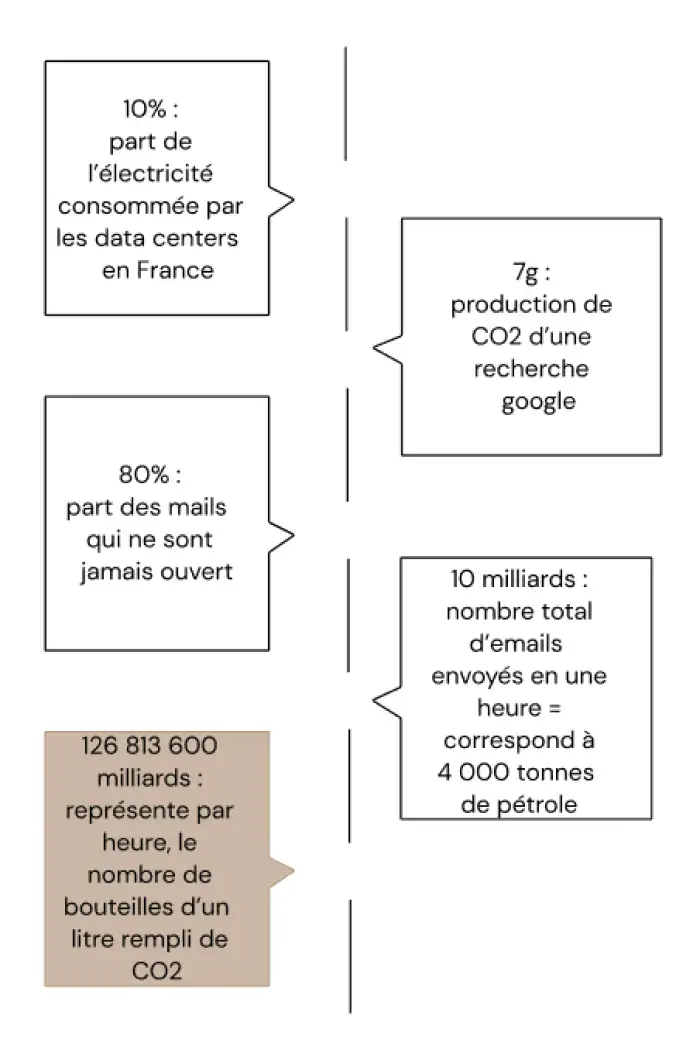 10% :
part de
l'électricité
consommée par
les data centers
en France
7g :
production de
CO2 d'une
recherche
google
80% :
part des mails
qui ne sont
jamais ouvert
10 milliards :
nombre total
d'emails
envoyés en une
heure =
correspond à
4 000 tonnes
de pétrole
126 813 600
milliards :
représente par
heure, le
nombre de
bouteilles d'un
litre rempli de
CO2